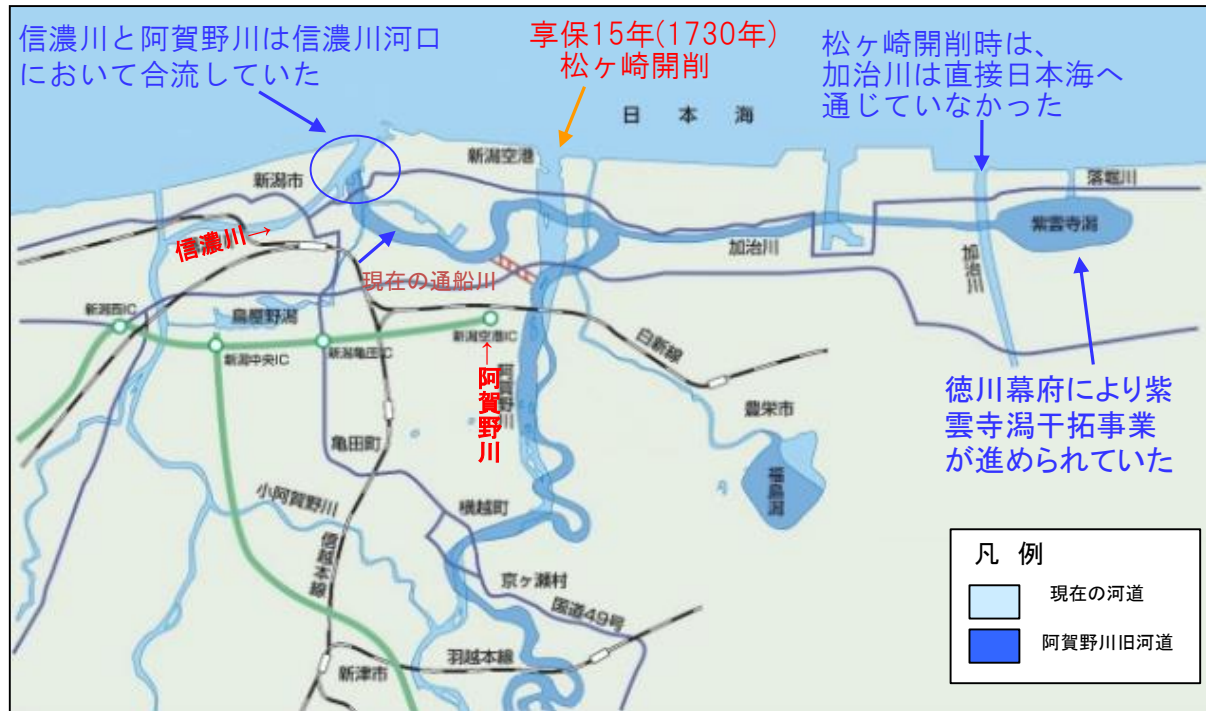 信濃川と阿賀野川は信濃川河口
において合流していた
享保15年(1730年)
松ヶ崎開削
松ヶ崎開削時は、
加治川は直接日本海へ
通じていなかった
日本海
新潟空港
新潟市
落堀川
紫雲寺潟
信濃川→
加治川
加治川
現在の通船川
鳥屋野潟
新潟西IC
新潟中央IC
新潟亀田IC
新潟空港IC
白新線
←阿賀野川
阿賀野川
豊栄市
福島潟
徳川幕府により紫
雲寺潟干拓事業
が進められていた
亀田町
小阿賀野川
横越町
信越本線
京ヶ瀬村
国道49号
羽越本線
新津市
凡 例
現在の河道
阿賀野川旧河道